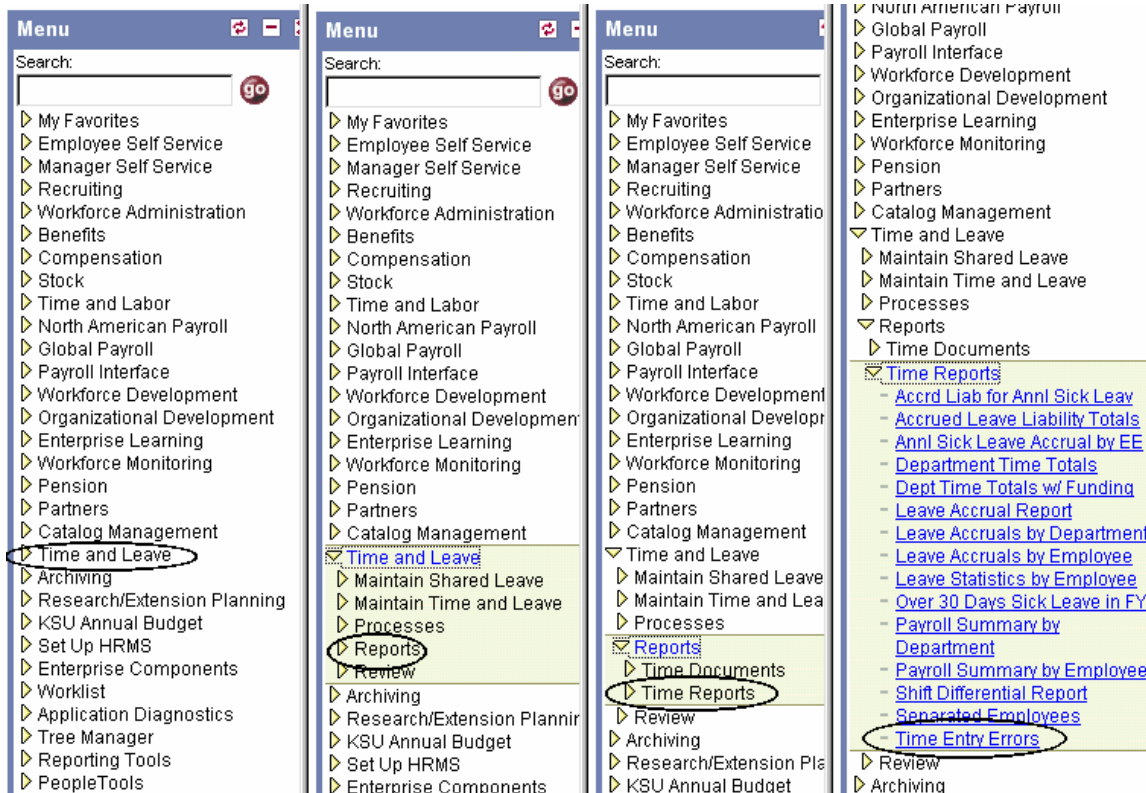 Menu
Search:
go
My Favorites
Employee Self Service
Manager Self Service
Recruiting
Workforce Administration
Benefits
Compensation
Stock
Time and Labor
North American Payroll
Global Payroll
Payroll Interface
Workforce Development
Organizational Development
Enterprise Learning
Workforce Monitoring
Pension
Partners
Catalog Management
Time and Leave
Archiving
Research/Extension Planning
KSU Annual Budget
Set Up HRMS
Enterprise Components
Worklist
Application Diagnostics
Tree Manager
Reporting Tools
PeopleTools
Menu
Search:
go
My Favorites
Employee Self Service
Manager Self Service
Recruiting
Workforce Administration
Benefits
Compensation
Stock
Time and Labor
North American Payroll
Global Payroll
Payroll Interface
Workforce Development
Organizational Developmen
Enterprise Learning
Workforce Monitoring
Pension
Partners
Catalog Management
Time and Leave
Maintain Shared Leave
Maintain Time and Leave
Processes
Reports
Review
Archiving
Research/Extension Plannir
KSU Annual Budget
Set Up HRMS
Enterprise Components
Menu
Search:
My Favorites
Employee Self Service
Manager Self Service
Recruiting
Workforce Administratio
Benefits
Compensation
Stock
Time and Labor
North American Payroll
Global Payroll
Payroll Interface
Workforce Development
Organizational Developr
Enterprise Learning
Workforce Monitoring
Pension
Partners
Catalog Management
Time and Leave
Maintain Shared Leave
Maintain Time and Lea
Processes
Reports
Time Documents
Time Reports
Review
Archiving
Research/Extension Pla
KSU Annual Budget
North American Payroll
Global Payroll
Payroll Interface
Workforce Development
Organizational Development
Enterprise Learning
Workforce Monitoring
Pension
Partners
Catalog Management
Time and Leave
Maintain Shared Leave
Maintain Time and Leave
Processes
Reports
Time Documents
Time Reports
Accrd Liab for Annl Sick Leav
Accrued Leave Liability Totals
Annl Sick Leave Accrual by EE
Department Time Totals
Dept Time Totals w/ Funding
Leave Accrual Report
Leave Accruals by Department
Leave Accruals by Employee
Leave Statistics by Employee
Over 30 Days Sick Leave in FY
Payroll Summary by
Department
Payroll Summary by Employee
Shift Differential Report
Separated Employees
Time Entry Errors
Review
Archiving